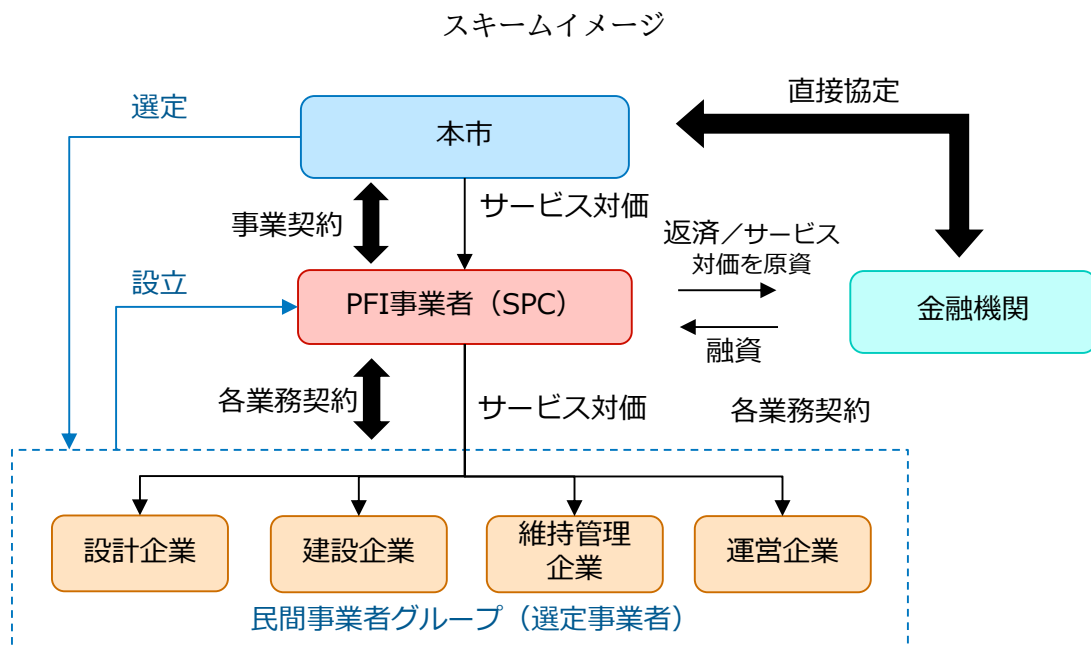 スキームイメージ
選定
本市
直接協定
事業契約
サービス対価
返済／サービス
対価を原資
設立
PFI事業者（SPC）
金融機関
融資
各業務契約
サービス対価
各業務契約
設計企業
建設企業
維持管理
企業
運営企業
民間事業者グループ（選定事業者）